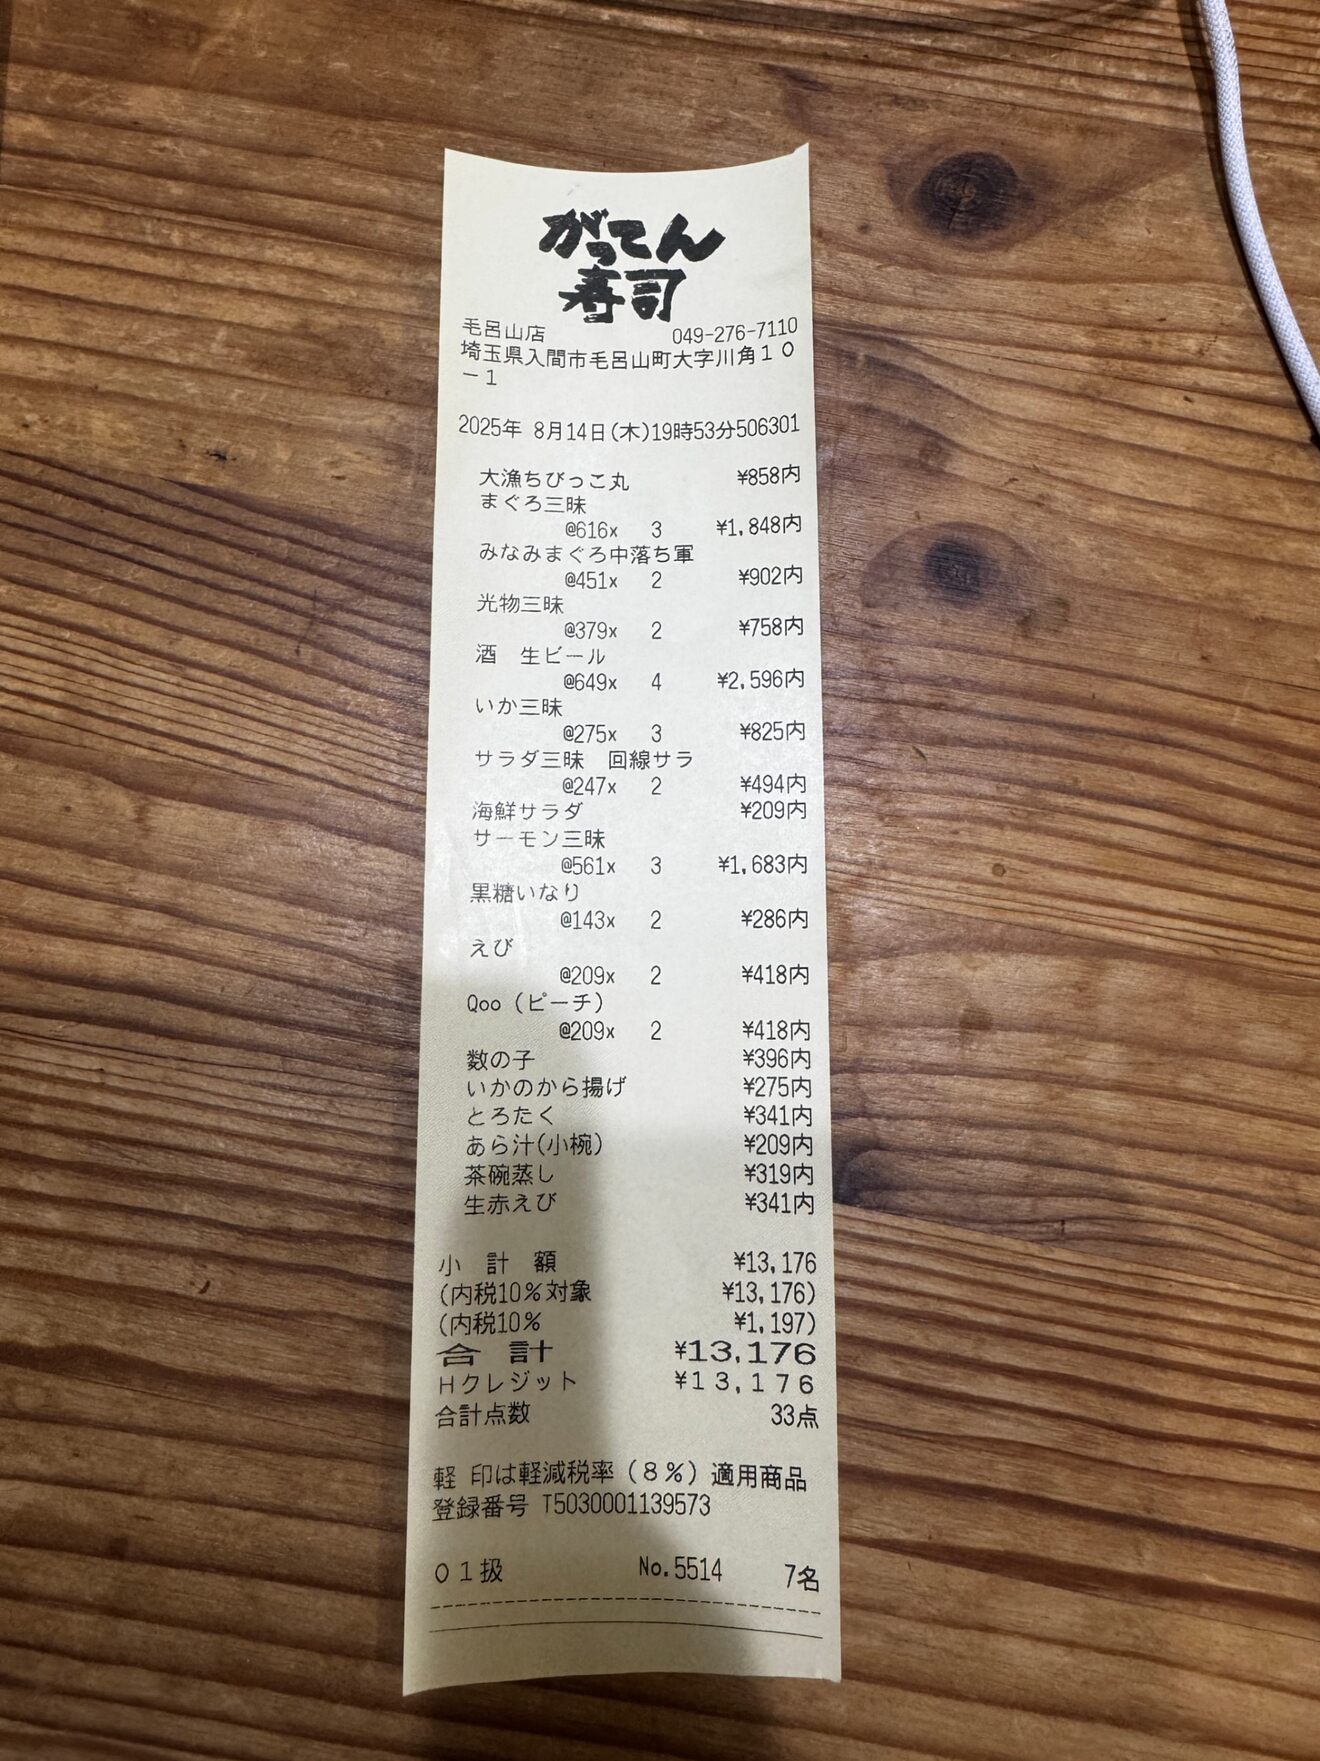 がってん
寿司
毛呂山店 049-276-7110
埼玉県入間市毛呂山町大字川角１０
－１
2025年 8月14日(木)19時53分506301
大漁ちびっこ丸 ¥858内
まぐろ三昧
@616x 3 ¥1,848内
みなみまぐろ中落ち軍
@451x 2 ¥902内
光物三昧
@379x 2 ¥758内
酒　生ビール
@649x 4 ¥2,596内
いか三昧
@275x 3 ¥825内
サラダ三昧　回線サラ
@247x 2 ¥494内
海鮮サラダ ¥209内
サーモン三昧
@561x 3 ¥1,683内
黒糖いなり
@143x 2 ¥286内
えび
@209x 2 ¥418内
Qoo（ピーチ）
@209x 2 ¥418内
数の子 ¥396内
いかのから揚げ ¥275内
とろたく ¥341内
あら汁(小椀) ¥209内
茶碗蒸し ¥319内
生赤えび ¥341内
小　計　額 ¥13,176
(内税10%対象 ¥13,176)
(内税10% ¥1,197)
合　計 ¥13,176
Ｈクレジット ¥１３,１７６
合計点数 33点
軽 印は軽減税率（８％）適用商品
登録番号 T5030001139573
０１扱 No.5514 7名